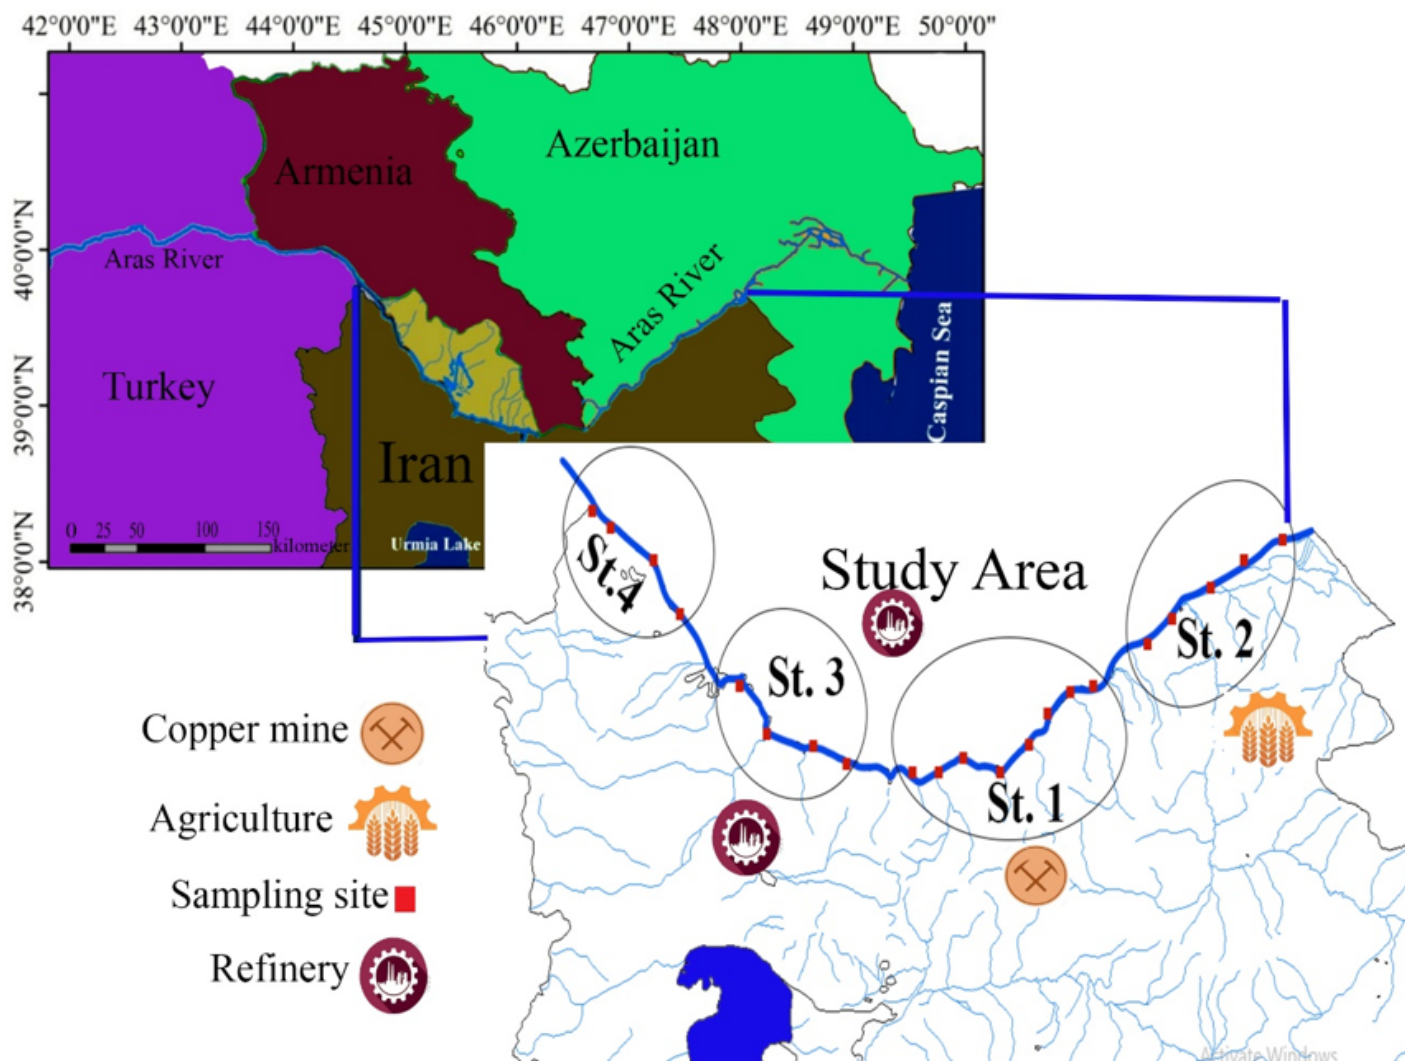 42°0'0" 43°0'0" 44°0'0" 45°0'0" 46°0'0" 47°0'0" 48°0'0" 49°0'0" 50°0'0"
40°0'0"N
39°0'0"N
38°0'0"N
Armenia
Azerbaijan
Aras River
Aras River
Turkey
Iran
Caspian Sea
Urmia Lake
0 25 50 100 150
kilometer
Study Area
St.4
St. 3
St. 1
St. 2
Copper mine
Agriculture
Sampling site
Refinery
Activate Windows